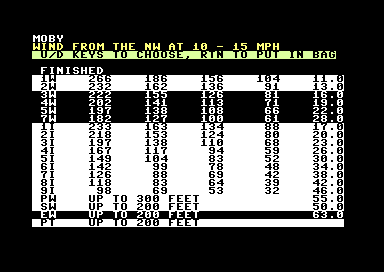 MOBY
WIND FROM THE NW AT 10 - 15 MPH
U/D KEYS TO CHOOSE, RTN TO PUT IN BAG
FINISHED
1W 266 186 156 104 11.0
2W 232 162 136 91 13.0
3W 222 155 126 81 16.0
4W 202 141 113 71 19.0
5W 197 138 108 66 22.0
7W 182 127 100 61 28.0
1I 233 163 134 88 17.0
2I 218 153 124 80 20.0
3I 197 138 110 68 23.0
4I 167 117 94 59 26.0
5I 149 104 83 52 30.0
6I 142 99 78 48 34.0
7I 126 88 69 42 38.0
8I 118 83 64 39 42.0
9I 98 69 53 32 46.0
PW UP TO 300 FEET 55.0
SW UP TO 200 FEET 50.0
EW UP TO 200 FEET 63.0
PT UP TO 200 FEET